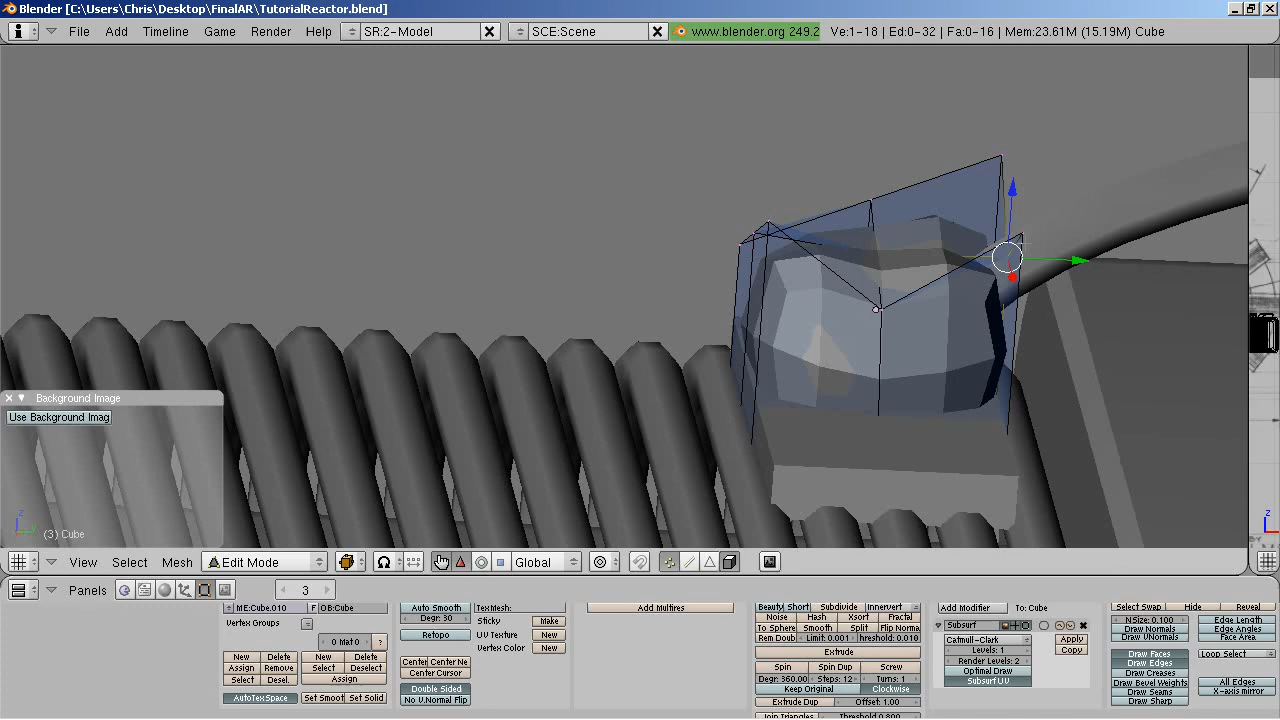 Blender [C:\Users\Chris\Desktop\FinalAR\TutorialReactor.blend]
File Add Timeline Game Render Help SR:2-Model SCE:Scene www.blender.org 249.2 Ve:1-18 | Ed:0-32 | Fa:0-16 | Mem:23.61M (15.19M) Cube
Background Image
Use Background Imag
z
y
(3) Cube
z
View Select Mesh Edit Mode Global
Panels 3
ME:Cube.010 F OB:Cube
Vertex Groups
0 Mat 0 ?
New Delete New Delete
Assign Remove Select Deselect
Select Desel. Assign
AutoTexSpace Set Smoot Set Solid
Auto Smooth
Degr: 30
Retopo
Center Center Ne
Center Cursor
Double Sided
No V.Normal Flip
TexMesh:
Sticky Make
UV Texture New
Vertex Color New
Add Multires
Beauty Short Subdivide Innervert
Noise Hash Xsort Fractal
To Sphere Smooth Split Flip Norma
Rem Doub Limit: 0.001 hreshold: 0.010
Extrude
Spin Spin Dup Screw
Degr: 360.00 Steps: 12 Turns: 1
Keep Original Clockwise
Extrude Dup Offset: 1.00
Join Triangles Threshold 0.800
Add Modifier To: Cube
Subsurf
Catmull-Clark Apply
Levels: 1 Copy
Render Levels: 2
Optimal Draw
Subsurf UV
Select Swap Hide Reveal
NSize: 0.100 Edge Length
Draw Normals Edge Angles
Draw VNormals Face Area
Draw Faces Loop Select
Draw Edges
Draw Creases
Draw Bevel Weights All Edges
Draw Seams X-axis mirror
Draw Sharp